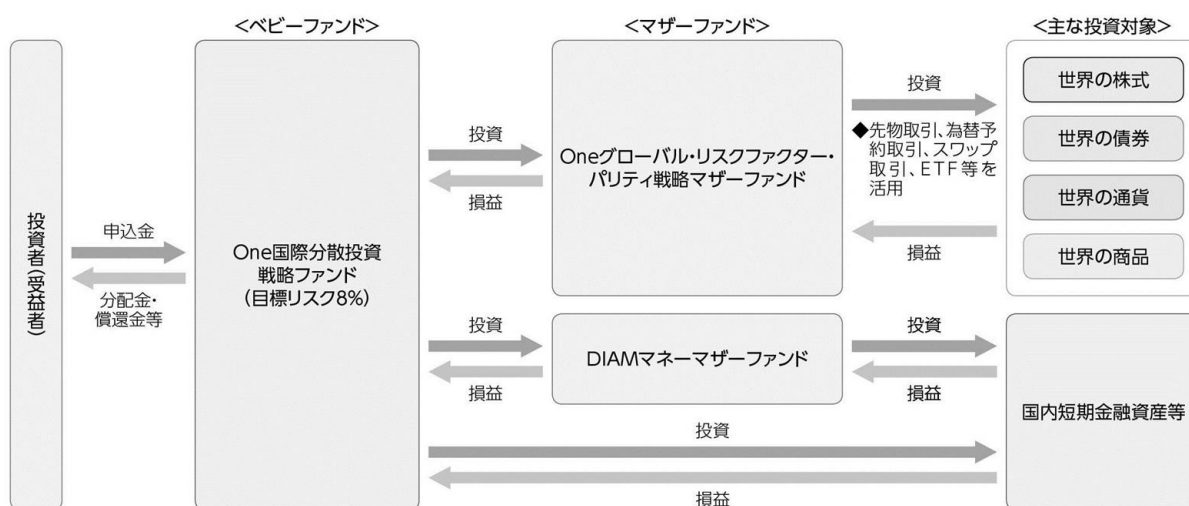 <ベビーファンド>
<マザーファンド>
<主な投資対象>
投資者(受益者)
申込金
分配金・
償還金等
One国際分散投資
戦略ファンド
(目標リスク8%)
投資
損益
Oneグローバル・リスクファクター・
パリティ戦略マザーファンド
投資
◆先物取引、為替予
約取引、スワップ
取引、ETF等を
活用
損益
世界の株式
世界の債券
世界の通貨
世界の商品
投資
損益
DIAMマネーマザーファンド
投資
損益
国内短期金融資産等
投資
損益